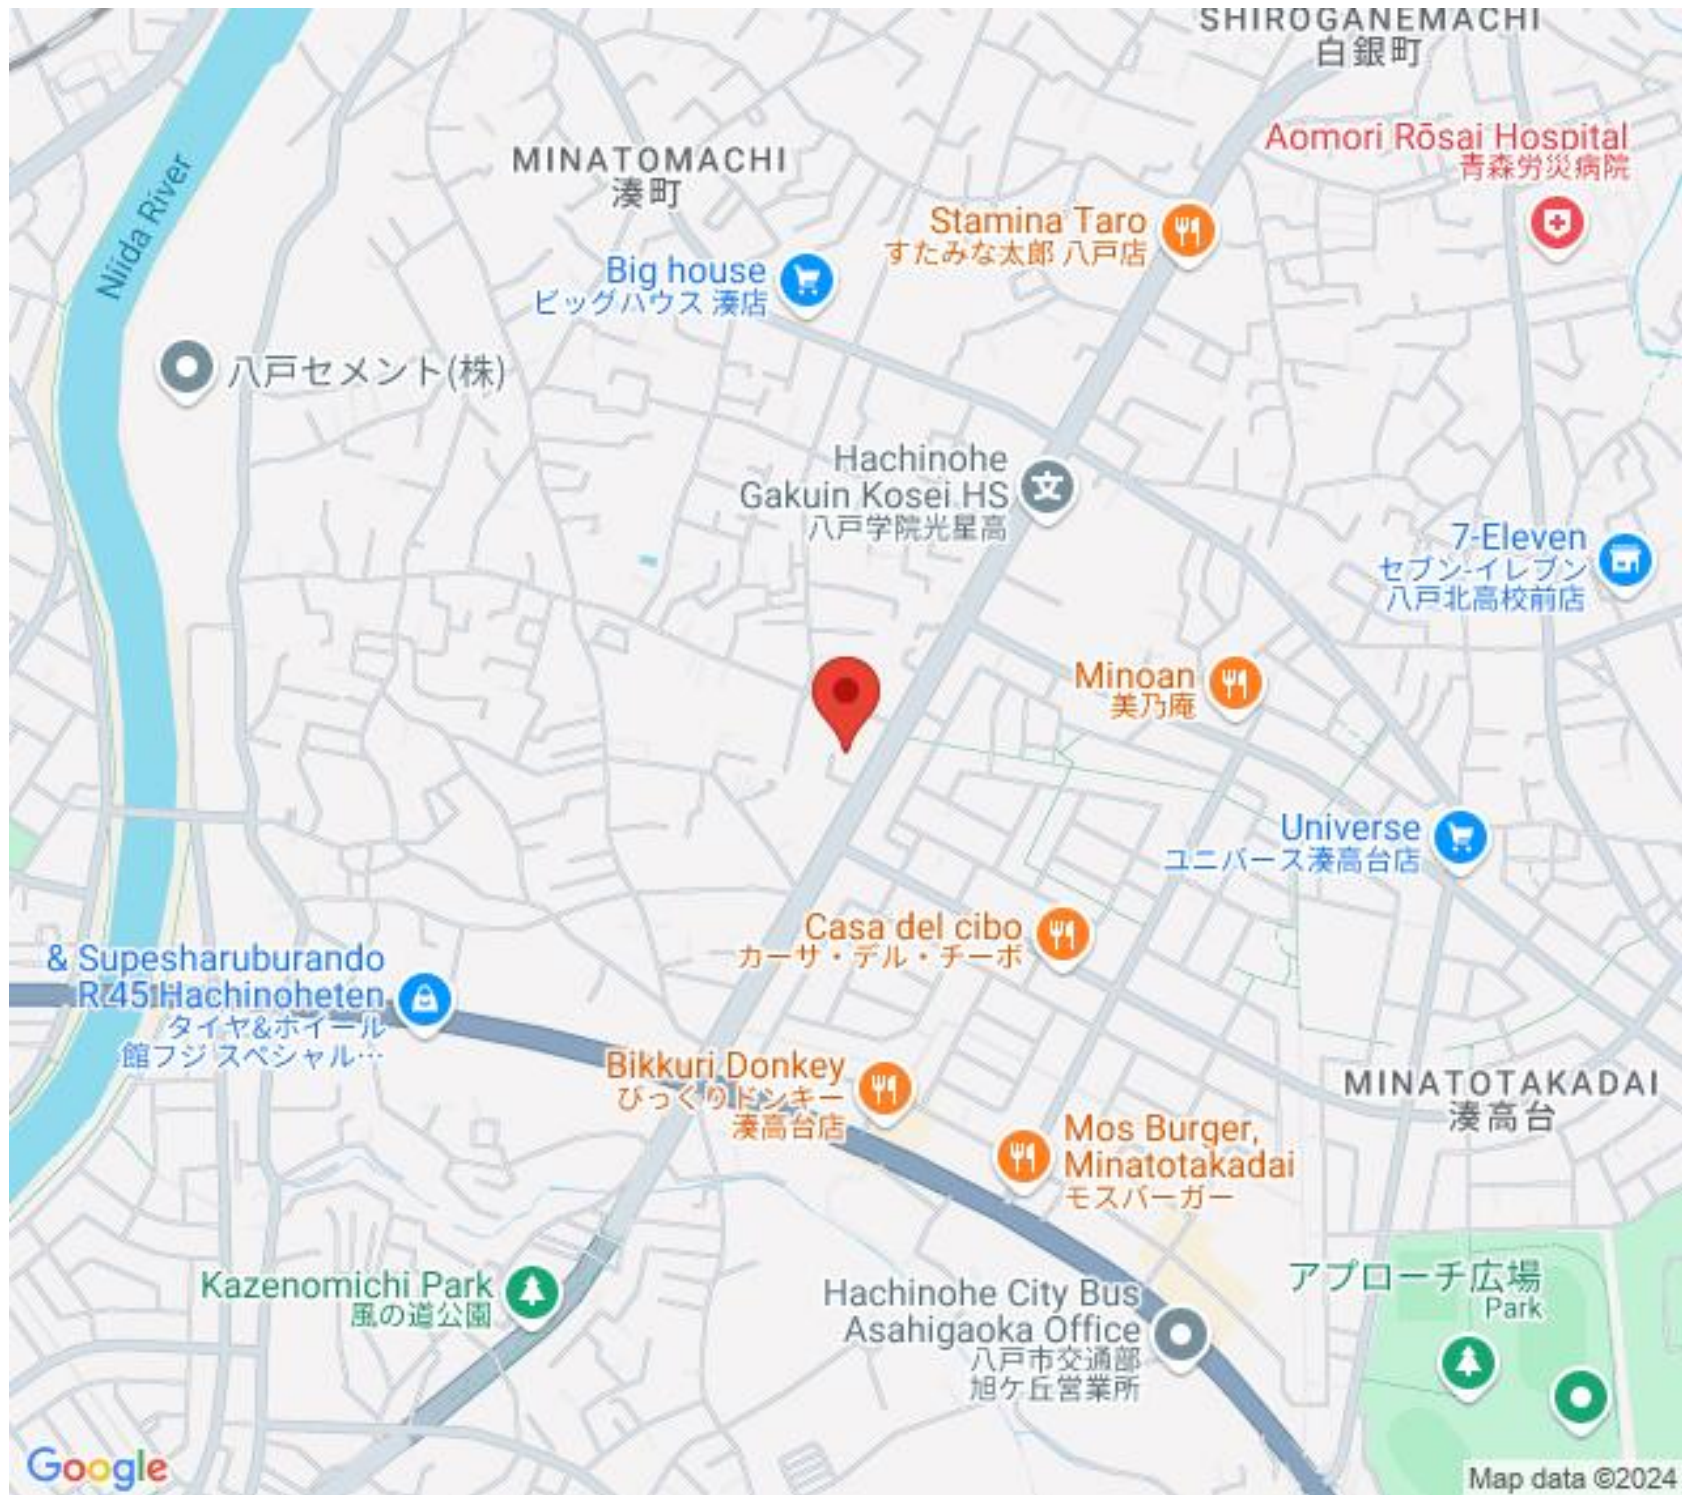 SHIROGANEMACHI
白銀町
Aomori Rōsai Hospital
青森労災病院
MINATOMACHI
湊町
Niida River
Stamina Taro
すたみな太郎 八戸店
Big house
ビッグハウス 湊店
八戸セメント(株)
Hachinohe
Gakuin Kosei HS
八戸学院光星高
7-Eleven
セブン-イレブン
八戸北高校前店
Minoan
美乃庵
Universe
ユニバース湊高台店
Casa del cibo
カーサ・デル・チーボ
& Supesharuburando
R 45 Hachinoheten
タイヤ&ホイール
館フジ スペシャル…
Bikkuri Donkey
びっくりドンキー
湊高台店
MINATOTAKADAI
湊高台
Mos Burger,
Minatotakadai
モスバーガー
Kazenomichi Park
風の道公園
Hachinohe City Bus
Asahigaoka Office
八戸市交通部
旭ケ丘営業所
アプローチ広場
Park
Google
Map data ©2024